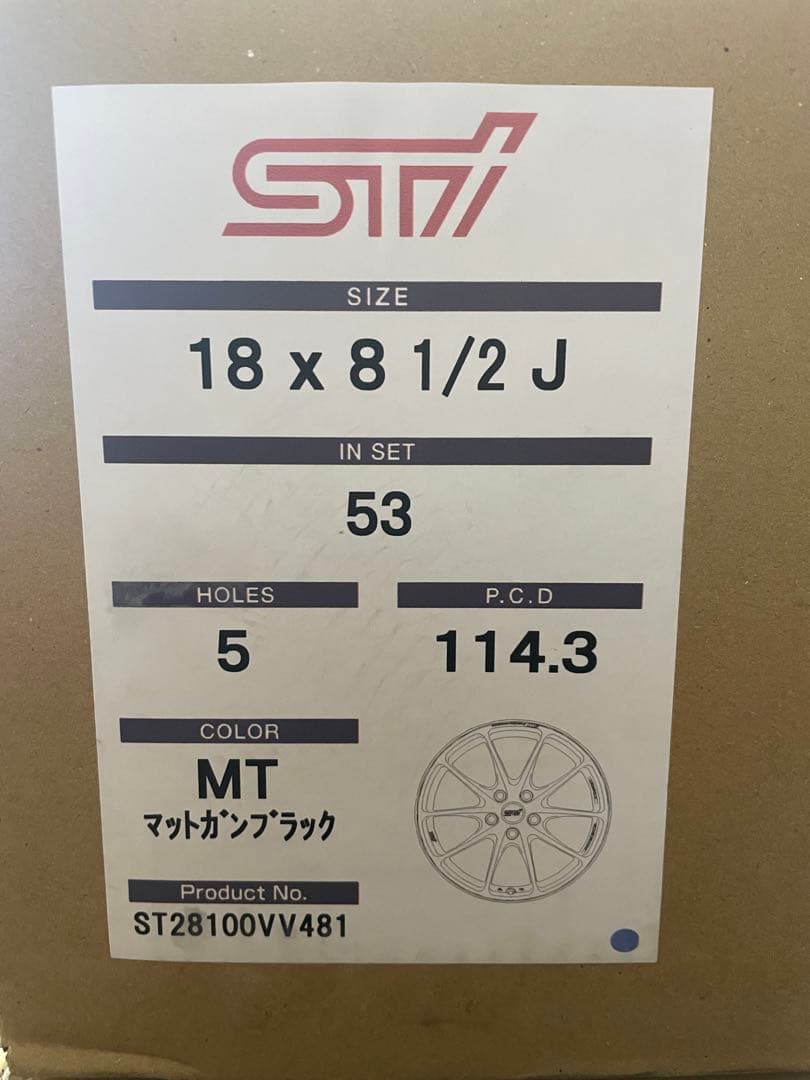 STi
SIZE
18 x 8 1/2 J
IN SET
53
HOLES
P.C.D
5
114.3
COLOR
MT
マットガンブラック
STi
Product No.
ST28100VV481